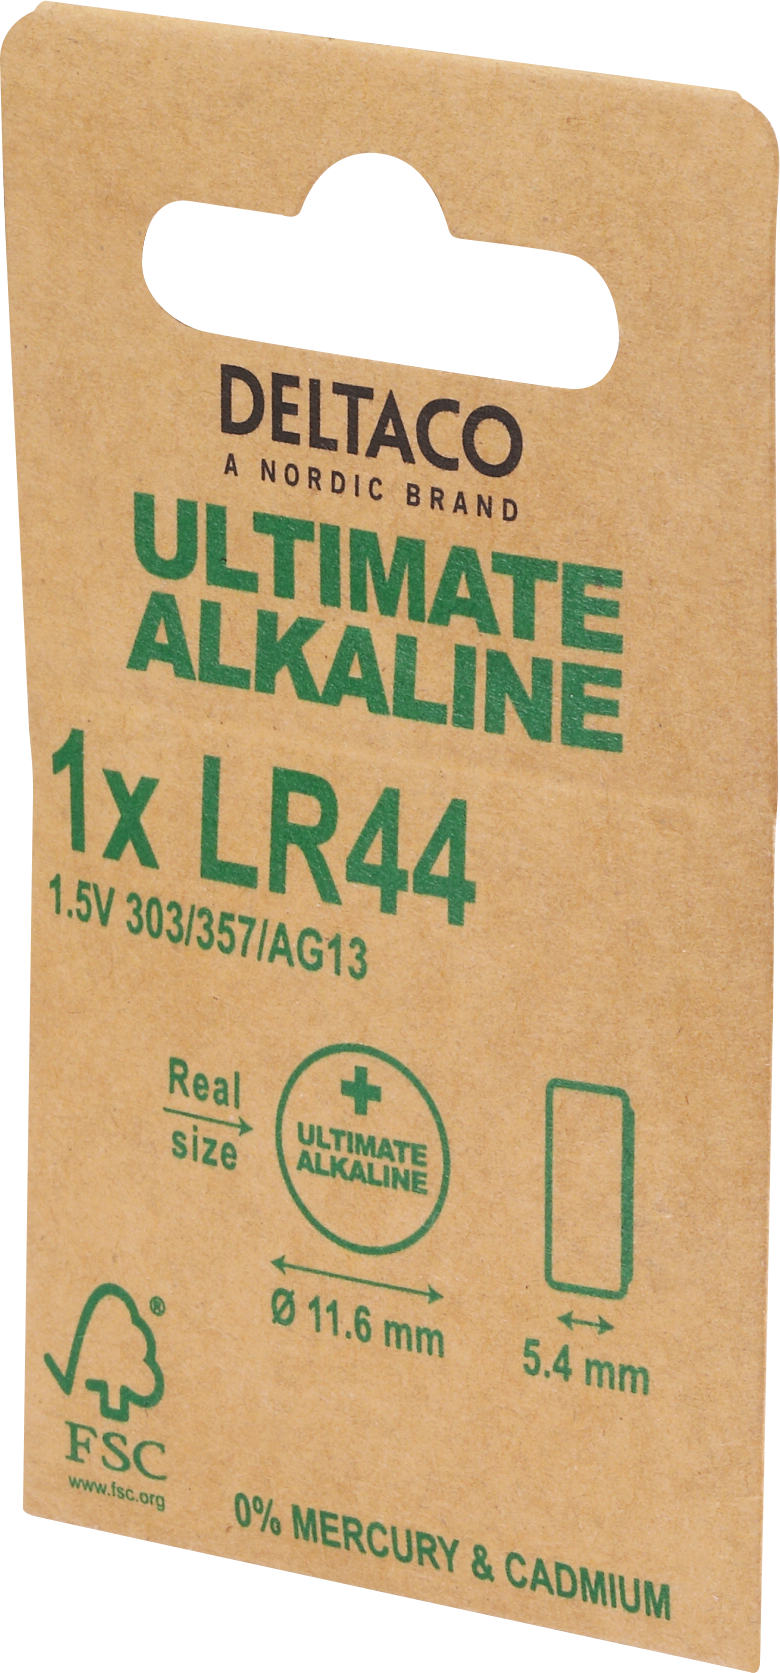 DELTACO
A NORDIC BRAND
ULTIMATE
ALKALINE
1x LR44
1.5V 303/357/AG13
Real
size
ULTIMATE
ALKALINE
Ø 11.6 mm
5.4 mm
®
FSC
www.fsc.org
0% MERCURY & CADMIUM